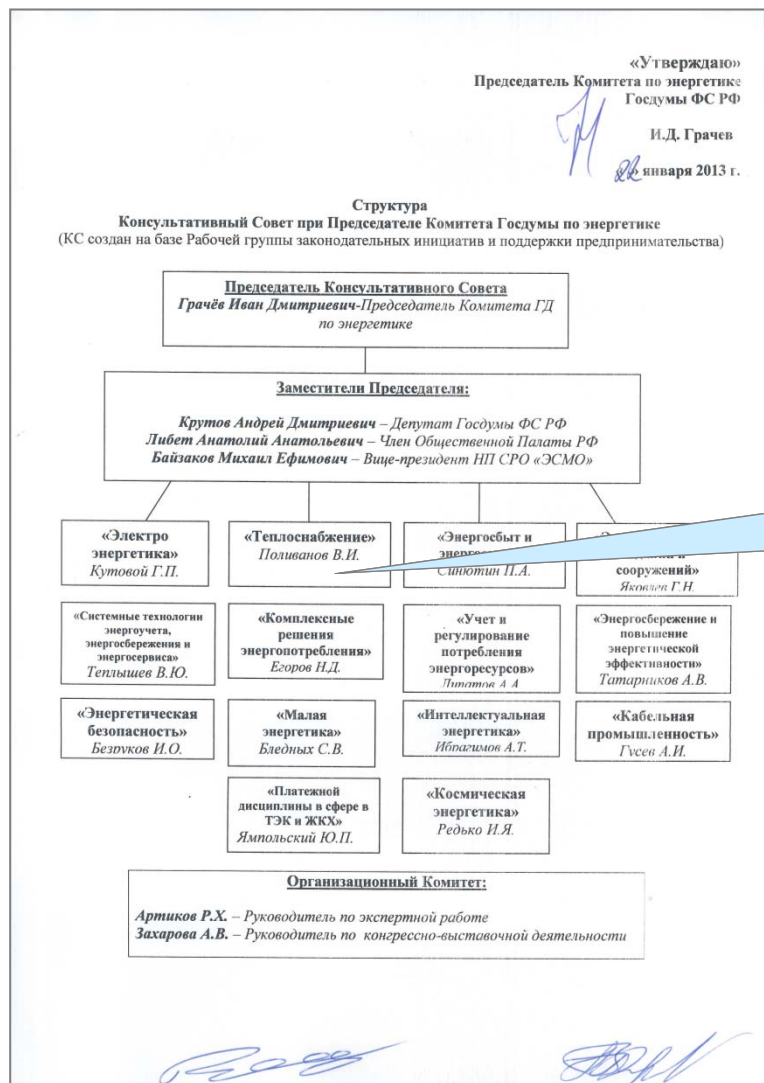 «Утверждаю»
Председатель Комитета по энергетике
Госдумы ФС РФ
И.Д. Грачев
22» января 2013 г.
Структура
Консультативный Совет при Председателе Комитета Госдумы по энергетике
(КС создан на базе Рабочей группы законодательных инициатив и поддержки предпринимательства)
Председатель Консультативного Совета
Грачёв Иван Дмитриевич-Председатель Комитета ГД
по энергетике
Заместители Председателя:
Крутов Андрей Дмитриевич – Депутат Госдумы ФС РФ
Либет Анатолий Анатольевич – Член Общественной Палаты РФ
Байзаков Михаил Ефимович – Вице-президент НП СРО «ЭСМО»
«Электро
энергетика»
Кутовой Г.П.
«Теплоснабжение»
Поливанов В.И.
«Энергосбыт и
Синютин П.А.
сооружений»
Яковлев Г.Н.
«Системные технологии
энергоучета,
энергосбережения и
энергосервиса»
Теплышев В.Ю.
«Комплексные
решения
энергопотребления»
Егоров Н.Д.
«Учет и
регулирование
потребления
энергоресурсов»
Липатов А.А.
«Энергосбережение и
повышение
энергетической
эффективности»
Татарников А.В.
«Энергетическая
безопасность»
Безруков И.О.
«Малая
энергетика»
Бледных С.В.
«Интеллектуальная
энергетика»
Ибрагимов А.Т.
«Кабельная
промышленность»
Гусев А.И.
«Платежной
дисциплины в сфере в
ТЭК и ЖКХ»
Ямпольский Ю.П.
«Космическая
энергетика»
Редько И.Я.
Организационный Комитет:
Артиков Р.Х. – Руководитель по экспертной работе
Захарова А.В. – Руководитель по конгрессно-выставочной деятельности